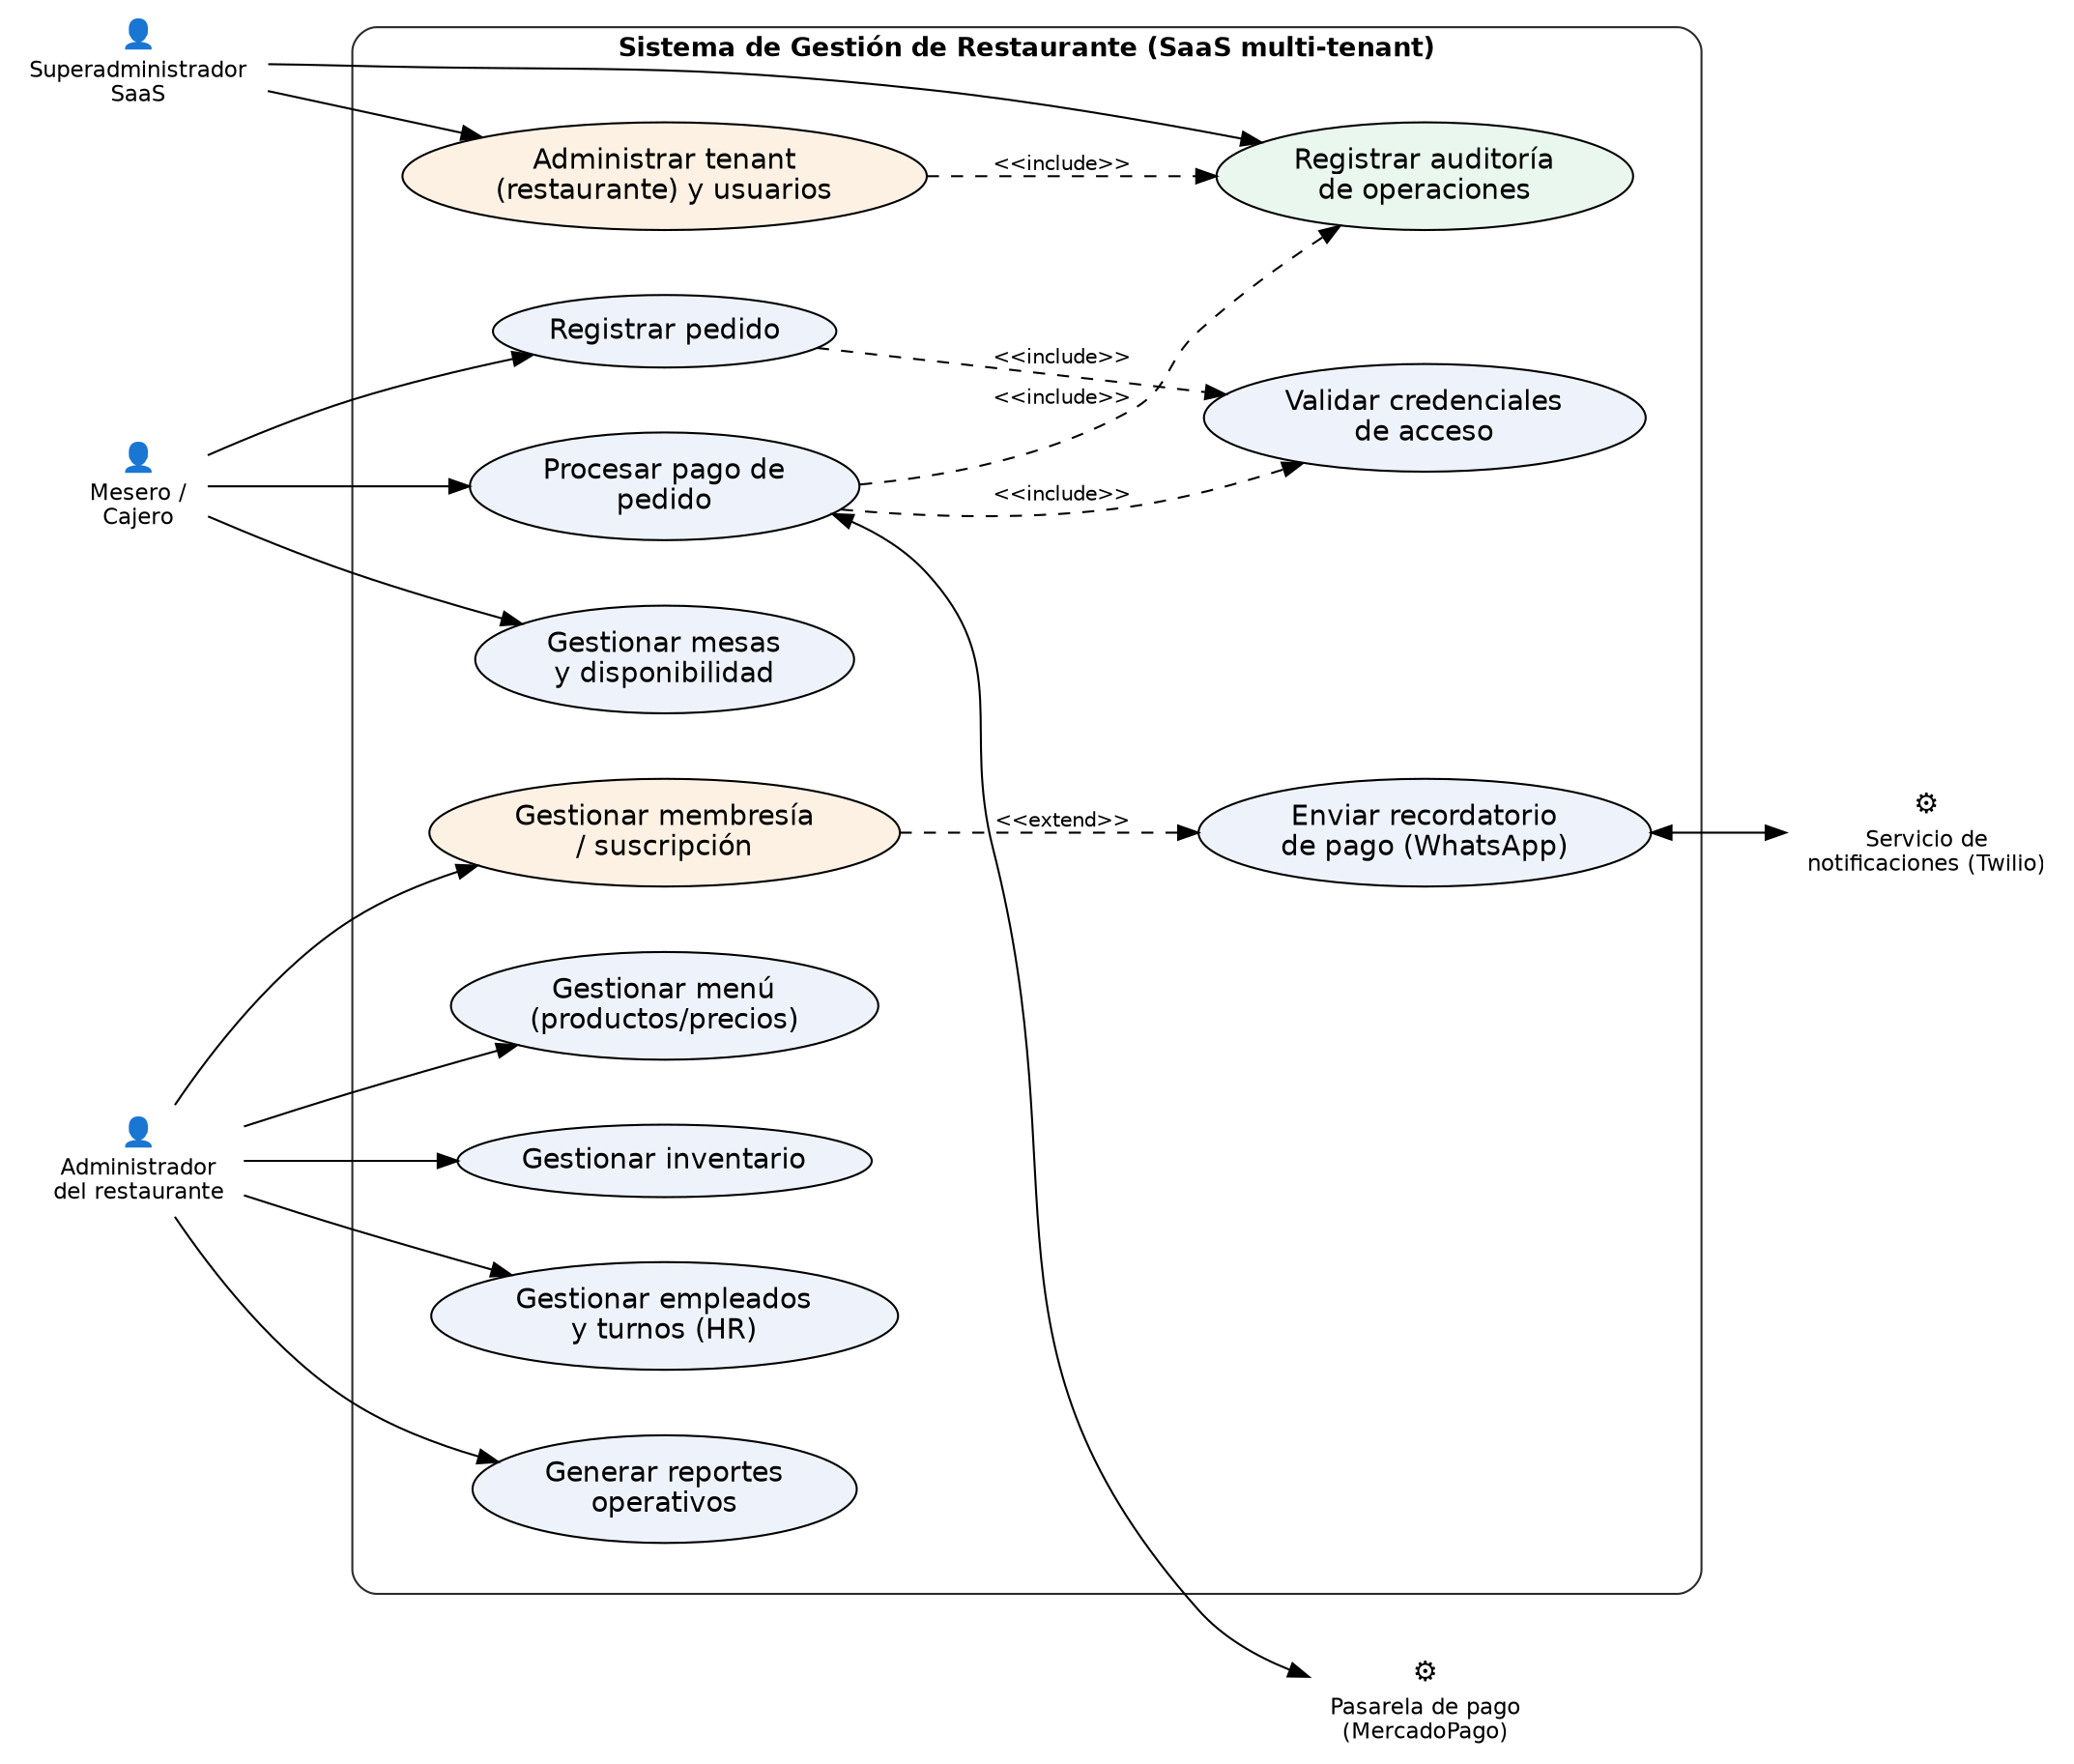 Sistema de Gestión de Restaurante (SaaS multi-tenant)
Superadministrador
SaaS
Administrar tenant
(restaurante) y usuarios
<<include>>
Registrar auditoría
de operaciones
Registrar pedido
<<include>>
<<include>>
Validar credenciales
de acceso
Mesero /
Cajero
Procesar pago de
pedido
<<include>>
Gestionar mesas
y disponibilidad
Gestionar membresía
/ suscripción
<<extend>>
Enviar recordatorio
de pago (WhatsApp)
Servicio de
notificaciones (Twilio)
Gestionar menú
(productos/precios)
Administrador
del restaurante
Gestionar inventario
Gestionar empleados
y turnos (HR)
Generar reportes
operativos
Pasarela de pago
(MercadoPago)